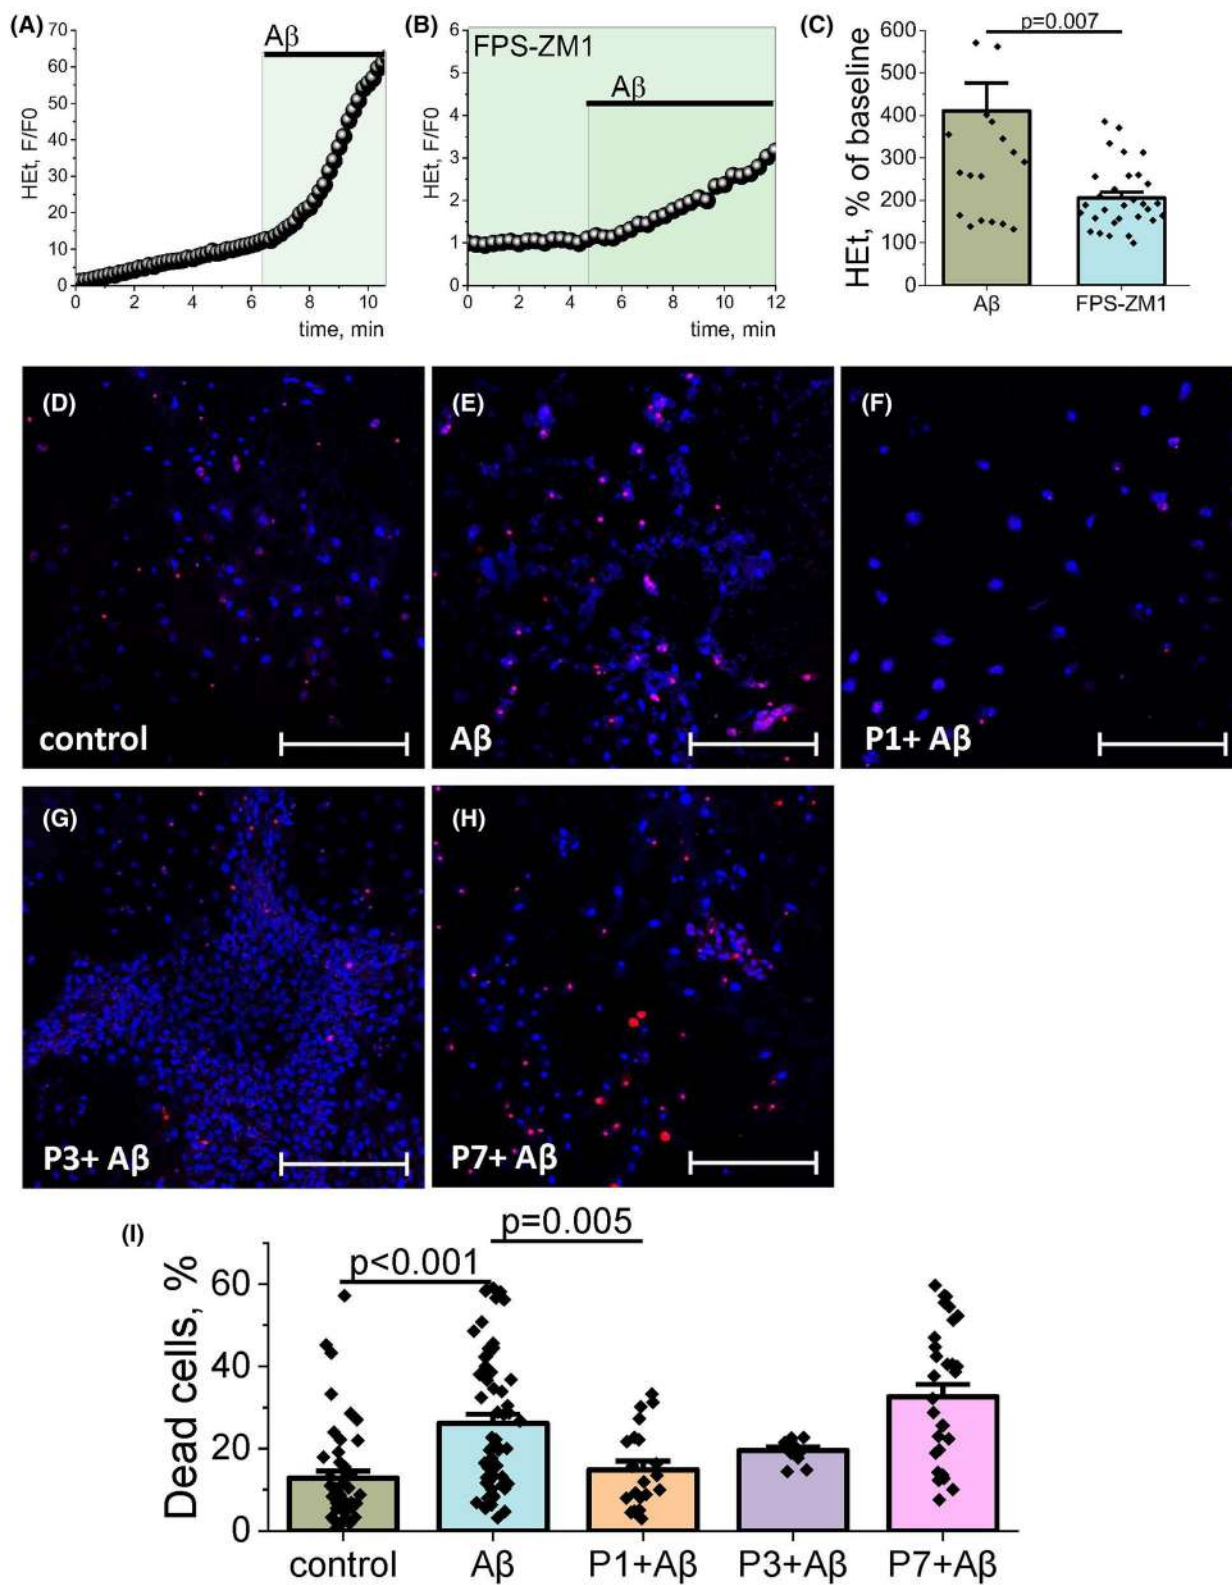 (A)
Aβ
HEt, F/F0
70
60
50
40
30
20
10
0
0 2 4 6 8 10
time, min
(B)
FPS-ZM1
Aβ
HEt, F/F0
6
5
4
3
2
1
0
0 2 4 6 8 10 12
time, min
(C)
p=0.007
HEt, % of baseline
600
500
400
300
200
100
0
Aβ FPS-ZM1
(D)
control
(E)
Aβ
(F)
P1+ Aβ
(G)
P3+ Aβ
(H)
P7+ Aβ
(I)
p=0.005
p<0.001
Dead cells, %
60
40
20
0
control Aβ P1+Aβ P3+Aβ P7+Aβ